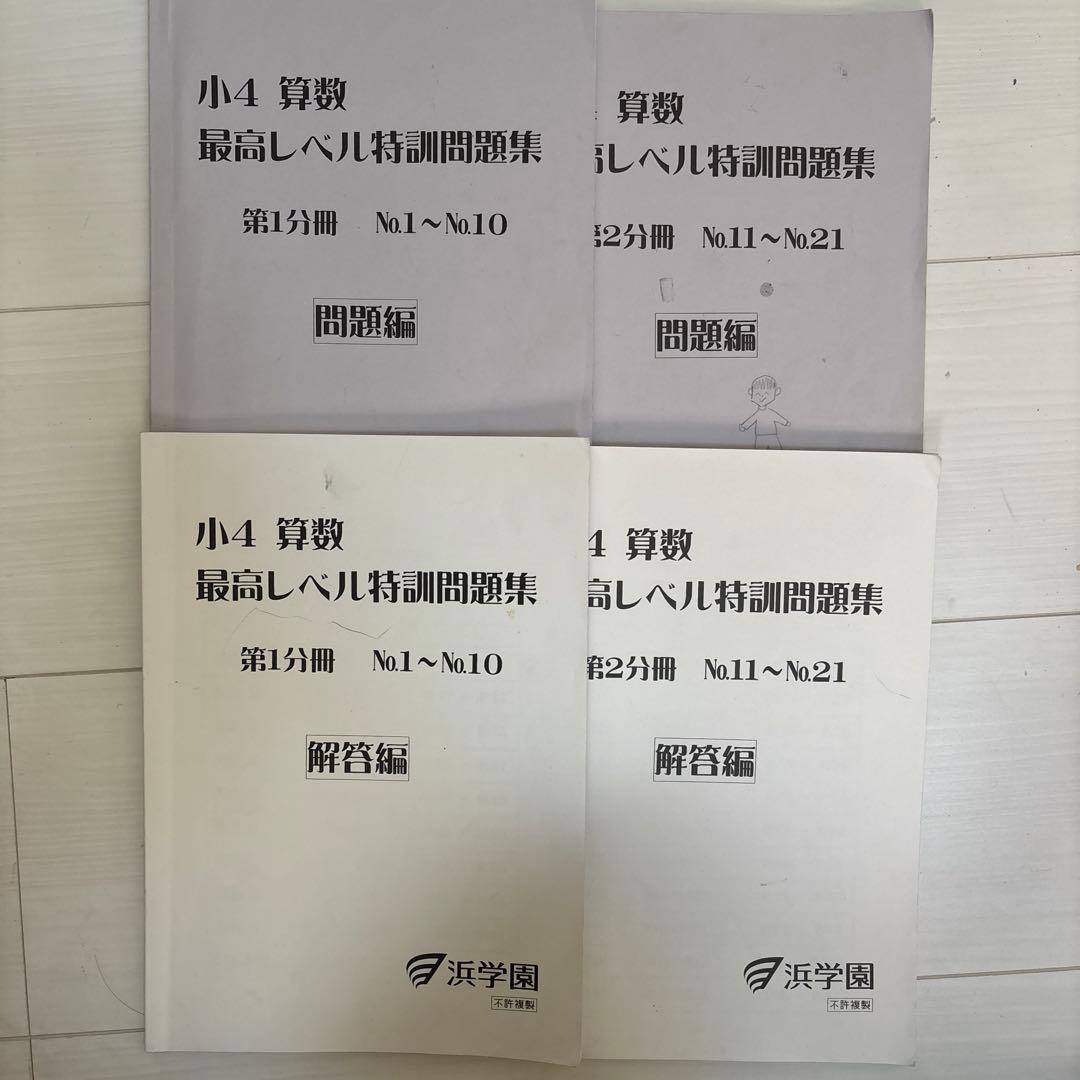 小4 算数
最高レベル特訓問題集
第1分冊 No.1～No.10
問題編
算数
レベル特訓問題集
第2分冊 No.11～No.21
問題編
小4 算数
最高レベル特訓問題集
第1分冊 No.1～No.10
解答編
浜学園
不許複製
4 算数
高レベル特訓問題集
第2分冊 No.11～No.21
解答編
浜学園
不許複製